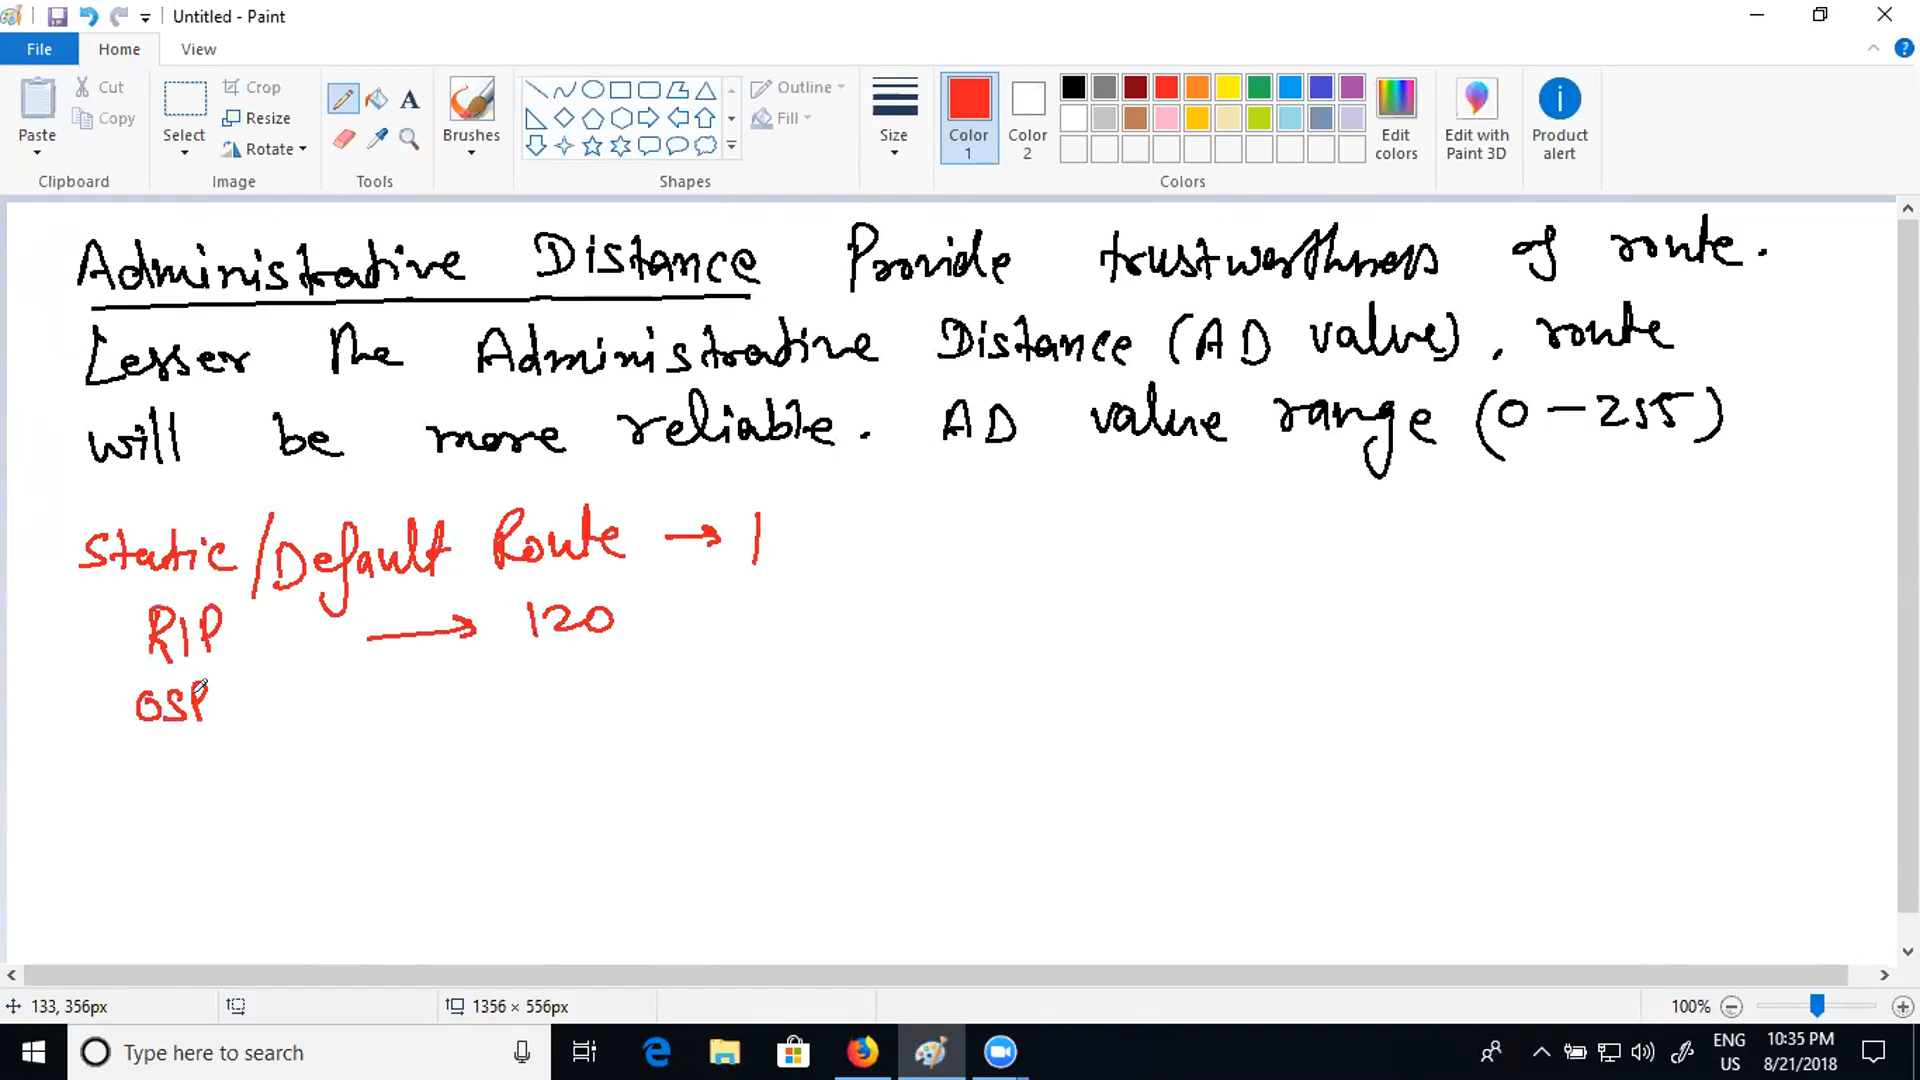 Untitled - Paint
File Home View
Paste Cut Copy Clipboard
Select Crop Resize Rotate Image
Tools
Brushes
Outline Fill Shapes
Size
Color 1 Color 2 Edit colors Colors
Edit with Paint 3D
Product alert
Administrative Distance Provide trustworthness of route.
Lesser the Administrative Distance (AD value), route
will be more reliable. AD value range (0-255)
Static/Default Route → 1
RIP → 120
OSP
133, 356px 1356 × 556px 100%
Type here to search ENG US 10:35 PM 8/21/2018